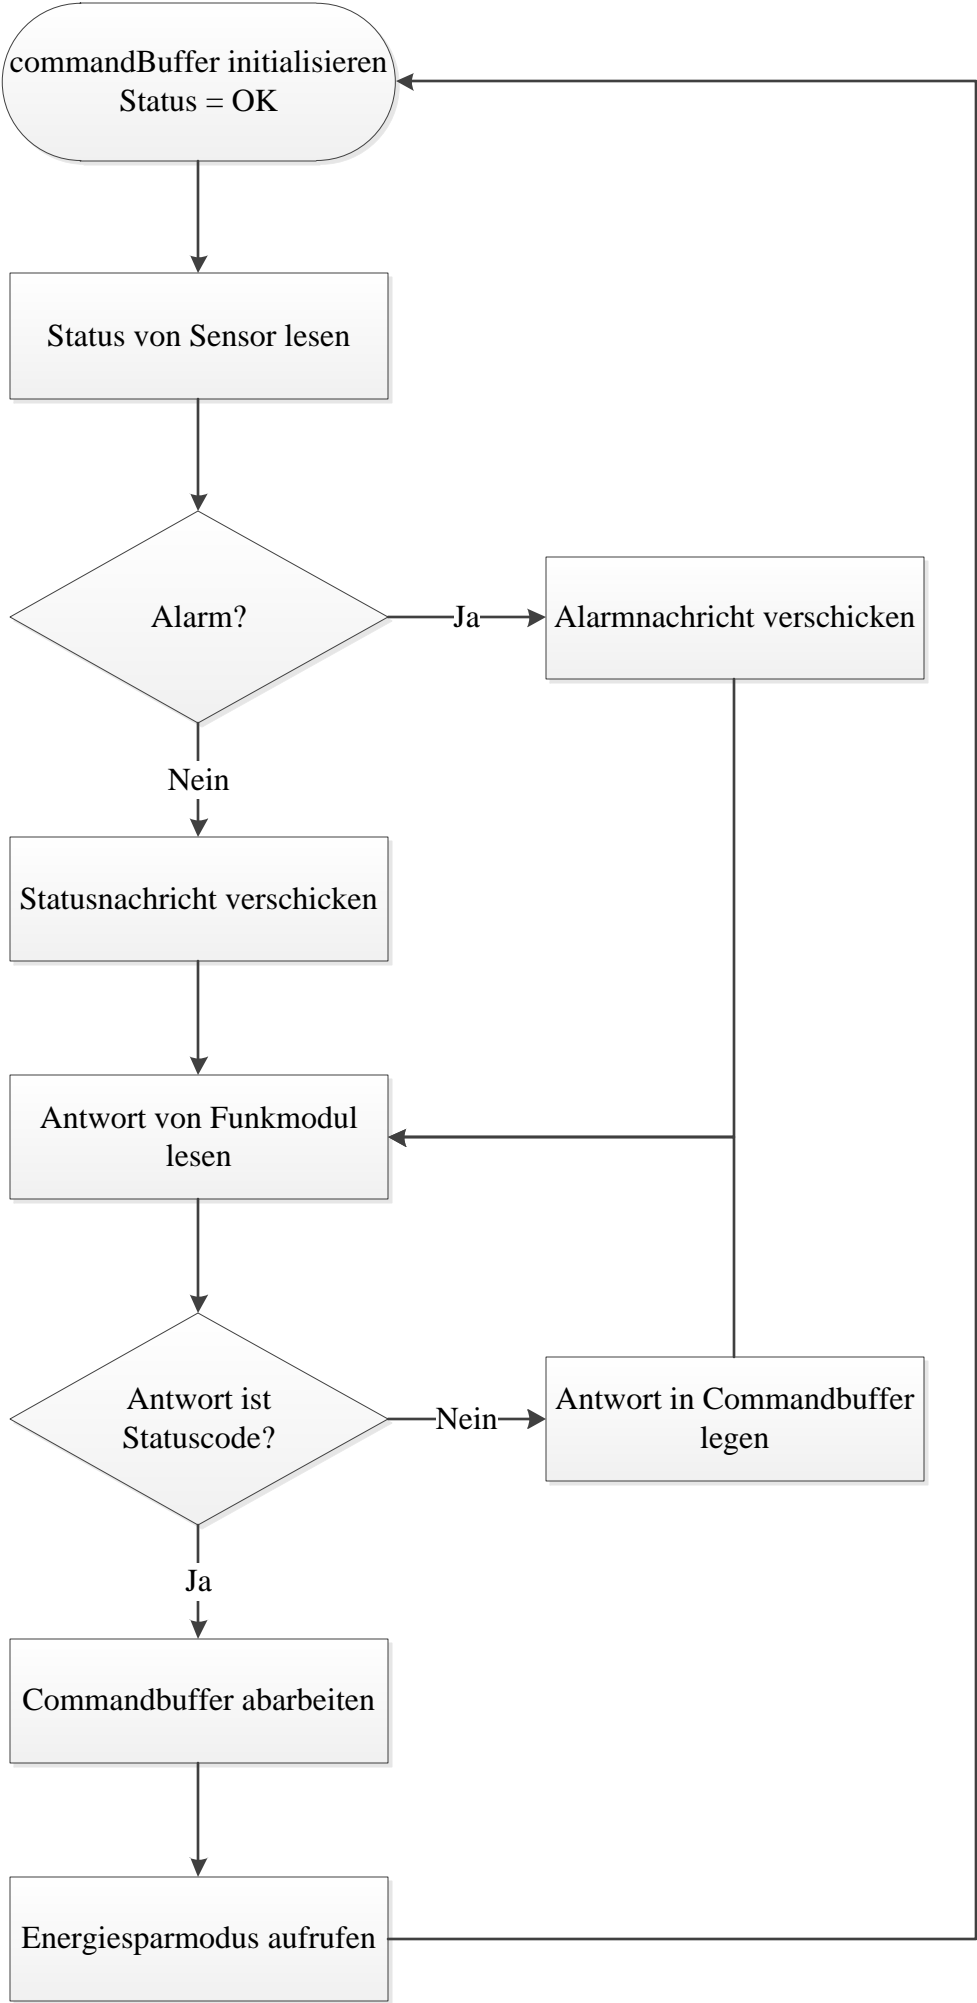 commandBuffer initialisieren
Status = OK
Status von Sensor lesen
Alarm?
Ja
Alarmnachricht verschicken
Nein
Statusnachricht verschicken
Antwort von Funkmodul
lesen
Antwort ist
Statuscode?
Nein
Antwort in Commandbuffer
legen
Ja
Commandbuffer abarbeiten
Energiesparmodus aufrufen